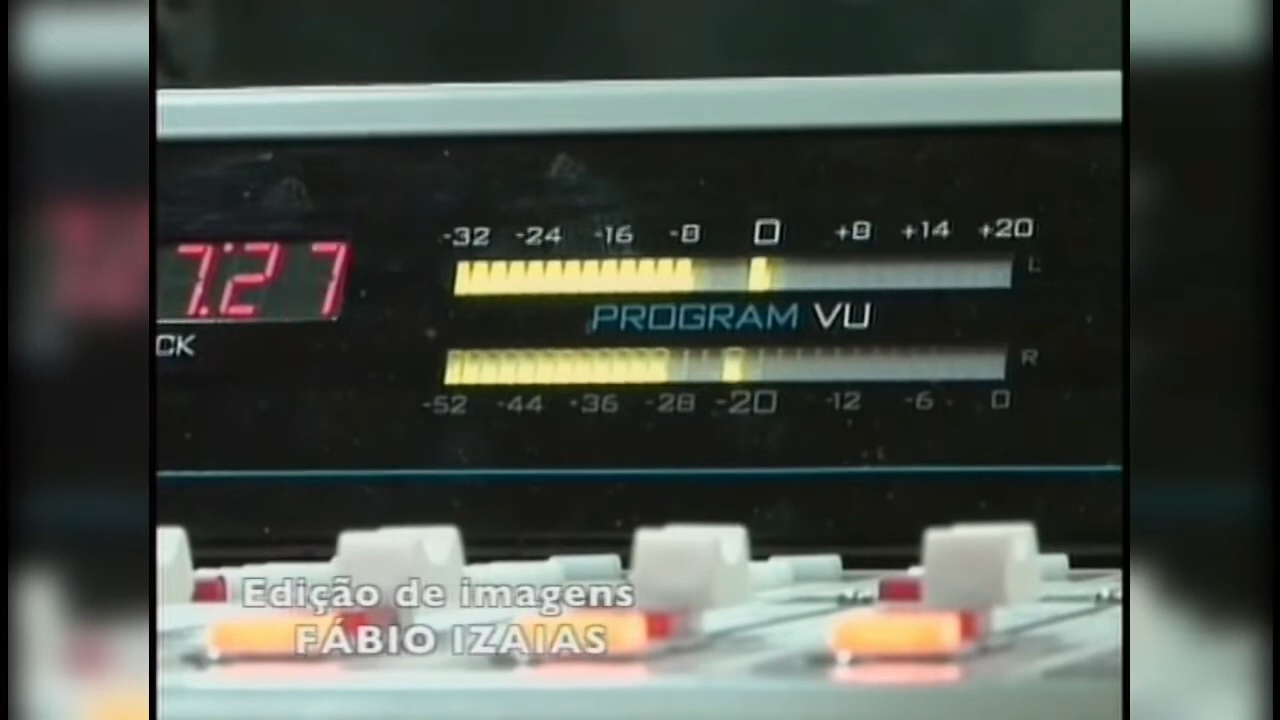 -32 -24 -16 -8 0 +8 +14 +20
L
7:27
PROGRAM VU
CK
R
-52 -44 -36 -28 -20 -12 -6 0
Edição de imagens
FÁBIO IZAIAS